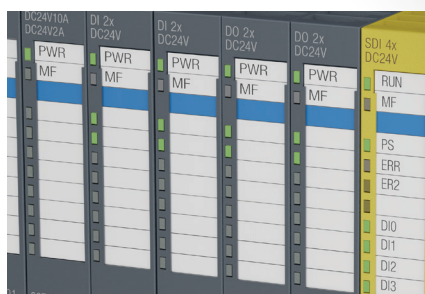 DC24V10A
DC24V2A
PWR
MF
DI 2x
DC24V
PWR
MF
DI 2x
DC24V
PWR
MF
DO 2x
DC24V
PWR
MF
DO 2x
DC24V
PWR
MF
SDI 4x
DC24V
RUN
MF
PS
ERR
ER2
DI0
DI1
DI2
DI3